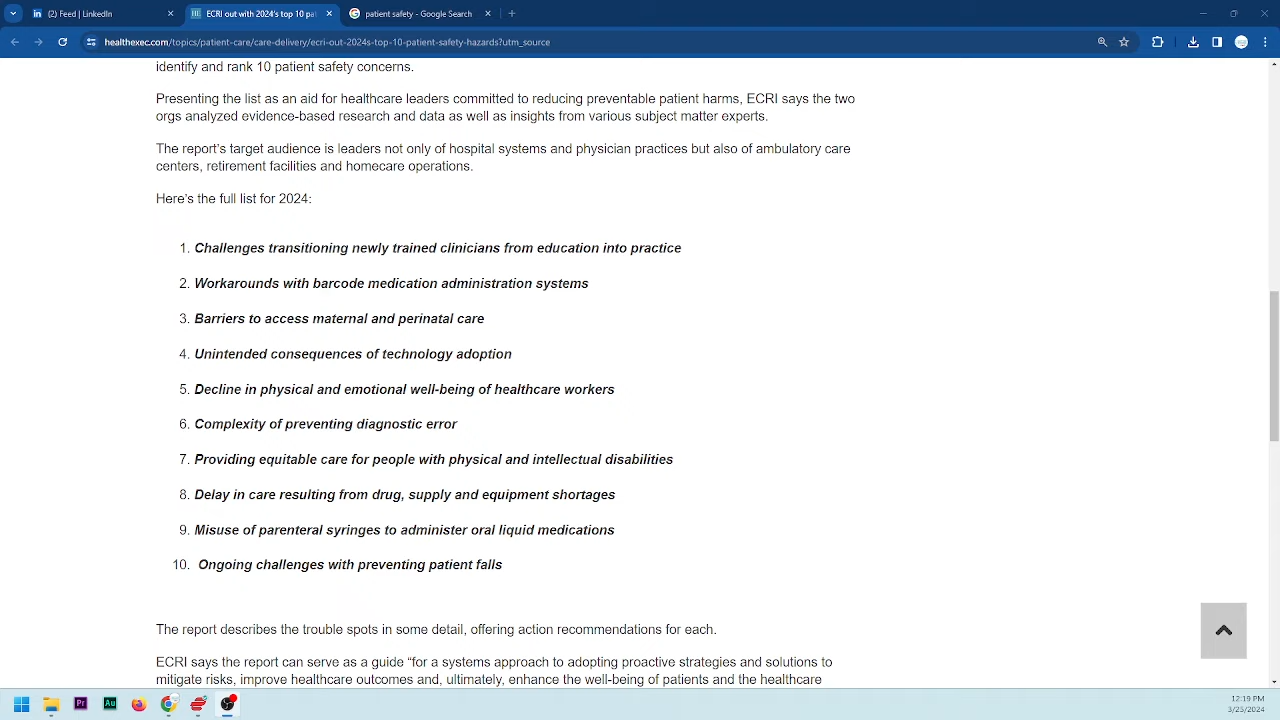 (2) Feed | LinkedIn
ECRI out with 2024's top 10 pat
patient safety - Google Search
healthexec.com/topics/patient-care/care-delivery/ecri-out-2024s-top-10-patient-safety-hazards?utm_source
identify and rank 10 patient safety concerns.
Presenting the list as an aid for healthcare leaders committed to reducing preventable patient harms, ECRI says the two
orgs analyzed evidence-based research and data as well as insights from various subject matter experts.
The report's target audience is leaders not only of hospital systems and physician practices but also of ambulatory care
centers, retirement facilities and homecare operations.
Here's the full list for 2024:
1. Challenges transitioning newly trained clinicians from education into practice
2. Workarounds with barcode medication administration systems
3. Barriers to access maternal and perinatal care
4. Unintended consequences of technology adoption
5. Decline in physical and emotional well-being of healthcare workers
6. Complexity of preventing diagnostic error
7. Providing equitable care for people with physical and intellectual disabilities
8. Delay in care resulting from drug, supply and equipment shortages
9. Misuse of parenteral syringes to administer oral liquid medications
10. Ongoing challenges with preventing patient falls
The report describes the trouble spots in some detail, offering action recommendations for each.
ECRI says the report can serve as a guide “for a systems approach to adopting proactive strategies and solutions to
mitigate risks, improve healthcare outcomes and, ultimately, enhance the well-being of patients and the healthcare
Pr
Au
12:19 PM
3/25/2024